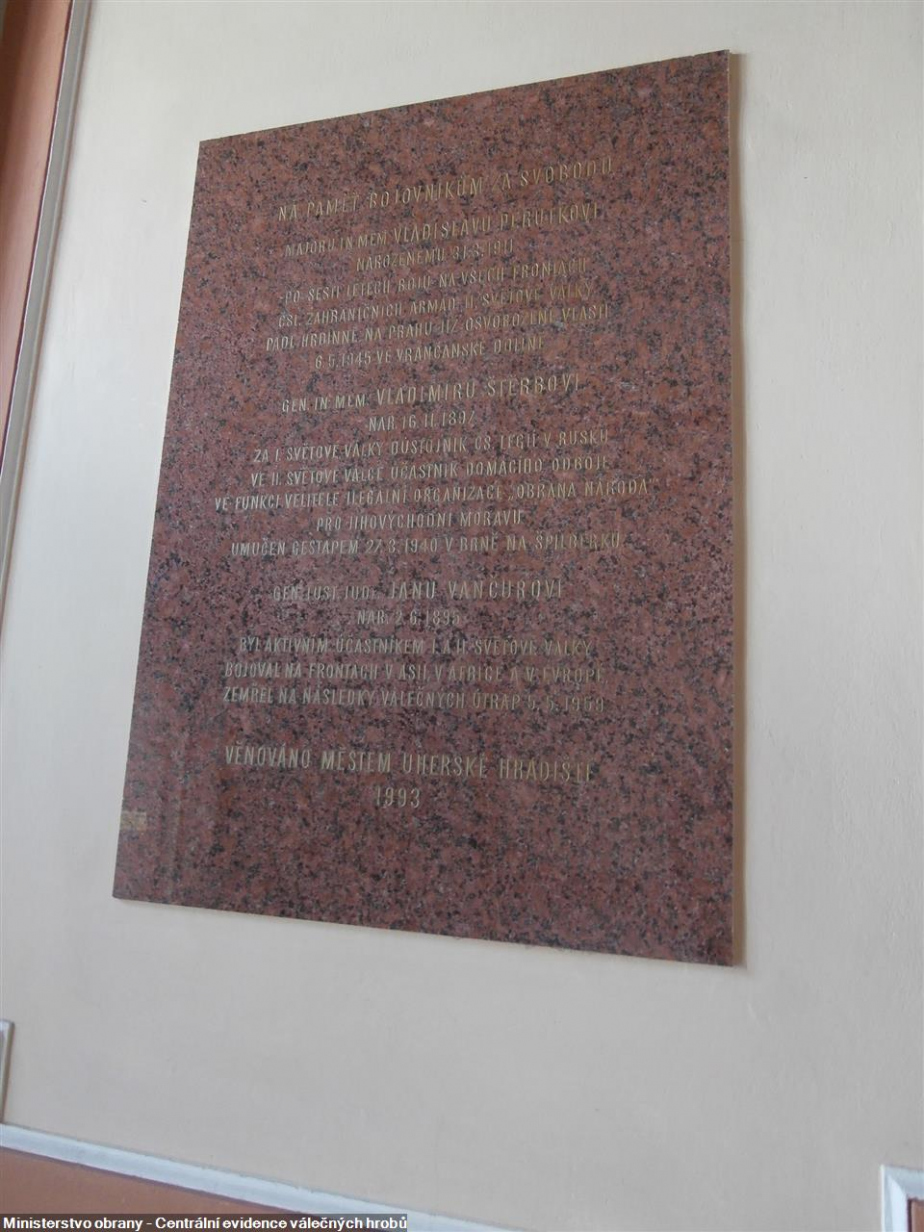 NA PAMĚŤ BOJOVNÍKŮM ZA SVOBODU
MAJORU IN MEM. VLADISLAVU PERUTKOVI
NAROZENÉMU 31.3.1911
PO ŠESTI LETECH BOJŮ NA VŠECH FRONTÁCH
ČSL. ZAHRANIČNÍCH ARMÁD II. SVĚTOVÉ VÁLKY
PADL HRDINNĚ NA PRAHU JIŽ OSVOBOZENÉ VLASTI
6.5.1945 VE VRANČANSKÉ DOLINĚ
GEN. IN MEM. VLADIMÍRU ŠTĚRBOVI
NAR. 16.11.1897
ZA I. SVĚTOVÉ VÁLKY DŮSTOJNÍK ČS. LEGIÍ V RUSKU
VE II. SVĚTOVÉ VÁLCE ÚČASTNÍK DOMÁCÍHO ODBOJE
VE FUNKCI VELITELE ILEGÁLNÍ ORGANIZACE „OBRANA NÁRODA"
PRO JIHOVÝCHODNÍ MORAVU
UMUČEN GESTAPEM 27.8.1940 V BRNĚ NA ŠPILBERKU
GEN. JUST. JUDR. JANU VANČUROVI
NAR. 2.6.1895
BYL AKTIVNÍM ÚČASTNÍKEM I. A II. SVĚTOVÉ VÁLKY
BOJOVAL NA FRONTÁCH V ASII, V AFRICE A V EVROPĚ
ZEMŘEL NA NÁSLEDKY VÁLEČNÝCH ÚTRAP 5.5.1959
VĚNOVÁNO MĚSTEM UHERSKÉ HRADIŠTĚ
1993
Ministerstvo obrany - Centrální evidence válečných hrobů